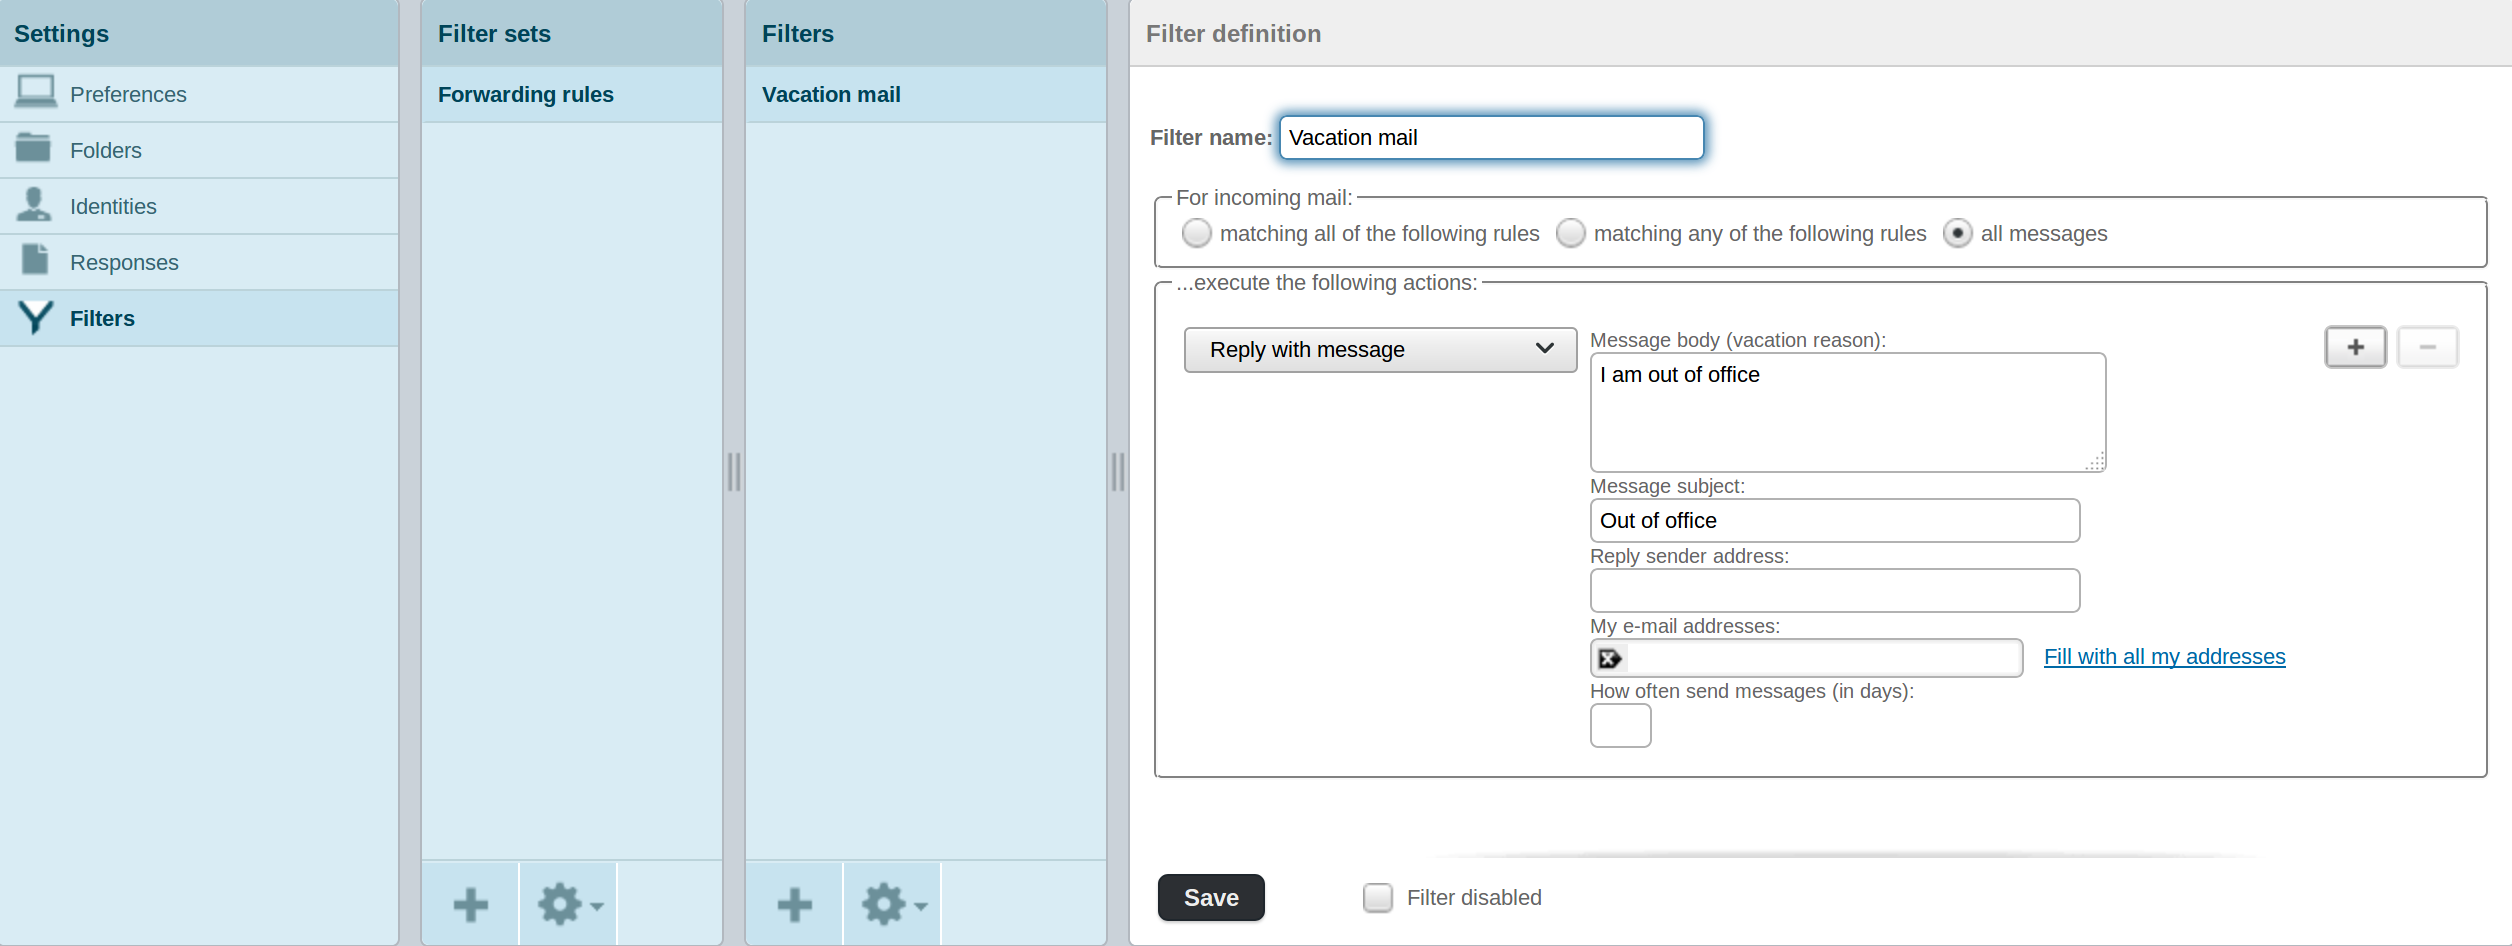 Settings
Preferences
Folders
Identities
Responses
Filters
Filter sets
Forwarding rules
Filters
Vacation mail
Filter definition
Filter name: Vacation mail
For incoming mail:
matching all of the following rules matching any of the following rules all messages
...execute the following actions:
Reply with message
Message body (vacation reason):
I am out of office
Message subject:
Out of office
Reply sender address:
My e-mail addresses:
Fill with all my addresses
How often send messages (in days):
Save Filter disabled